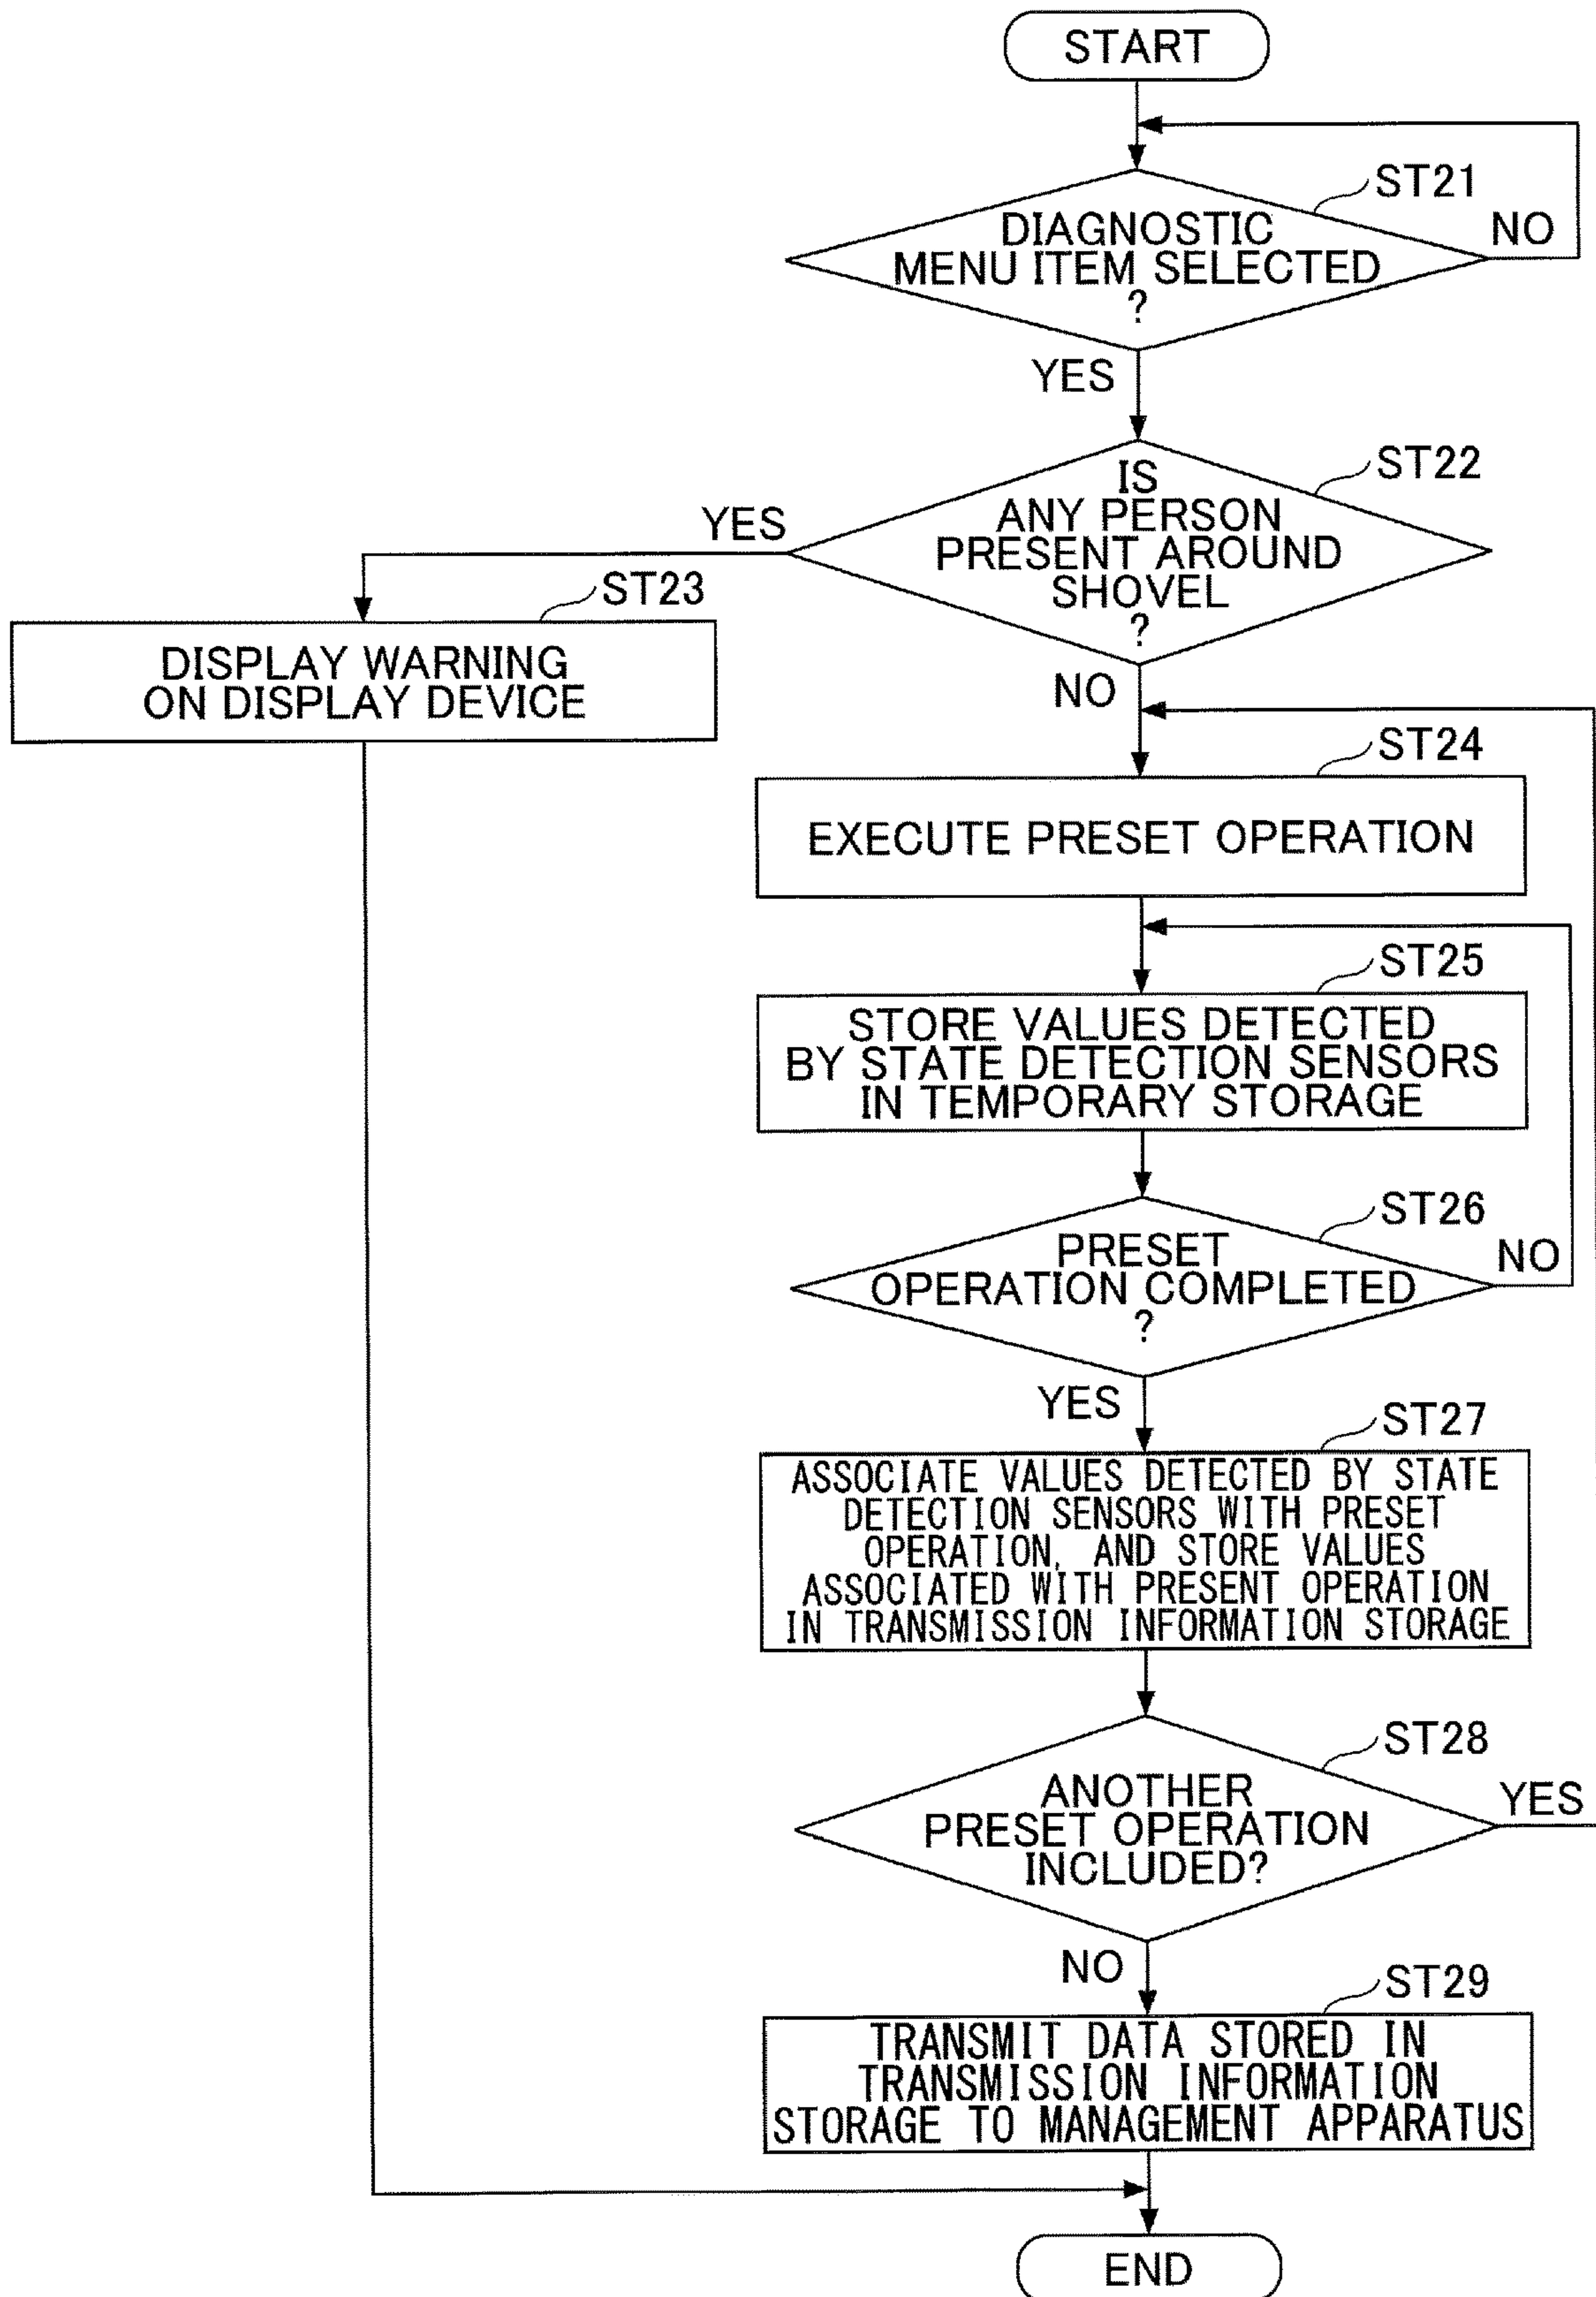 START
ST21
DIAGNOSTIC
MENU ITEM SELECTED
?
NO
YES
ST22
IS
ANY PERSON
PRESENT AROUND
SHOVEL
?
YES
ST23
DISPLAY WARNING
ON DISPLAY DEVICE
NO
ST24
EXECUTE PRESET OPERATION
ST25
STORE VALUES DETECTED
BY STATE DETECTION SENSORS
IN TEMPORARY STORAGE
ST26
PRESET
OPERATION COMPLETED
?
NO
YES
ST27
ASSOCIATE VALUES DETECTED BY STATE
DETECTION SENSORS WITH PRESET
OPERATION, AND STORE VALUES
ASSOCIATED WITH PRESENT OPERATION
IN TRANSMISSION INFORMATION STORAGE
ST28
ANOTHER
PRESET OPERATION
INCLUDED?
YES
NO
ST29
TRANSMIT DATA STORED IN
TRANSMISSION INFORMATION
STORAGE TO MANAGEMENT APPARATUS
END